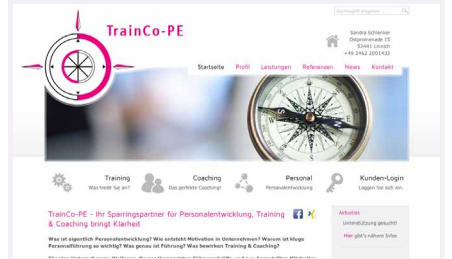 Suchbegriff eingeben
TrainCo-PE
Sandra Schlenker
Ostpromenade 15
52441 Linnich
+49 2462 2001422
Startseite Profil Leistungen Referenzen News Kontakt
Training
Was treibt Sie an?
Coaching
Das perfekte Coaching!
Personal
Personalentwicklung
Kunden-Login
Loggen Sie sich ein.
TrainCo-PE - Ihr Sparringspartner für Personalentwicklung, Training
& Coaching bringt Klarheit
Was ist eigentlich Personalentwicklung? Wie entsteht Motivation in Unternehmen? Warum ist kluge
Personalführung so wichtig? Was genau ist Führung? Was bewirken Training & Coaching?
Aktuelles
Unterstützung gesucht!
Hier gibt's nähere Infos